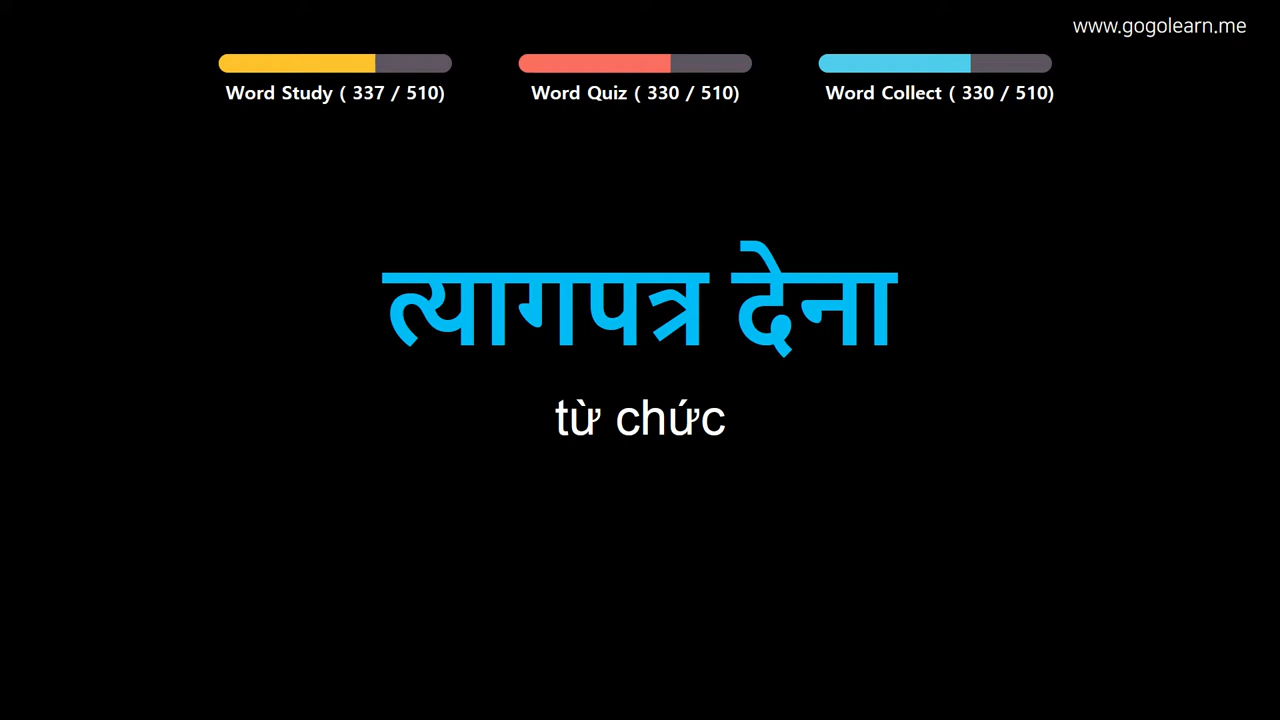 www.gogolearn.me
Word Study ( 337 / 510)
Word Quiz ( 330 / 510)
Word Collect ( 330 / 510)
त्यागपत्र देना
từ chức